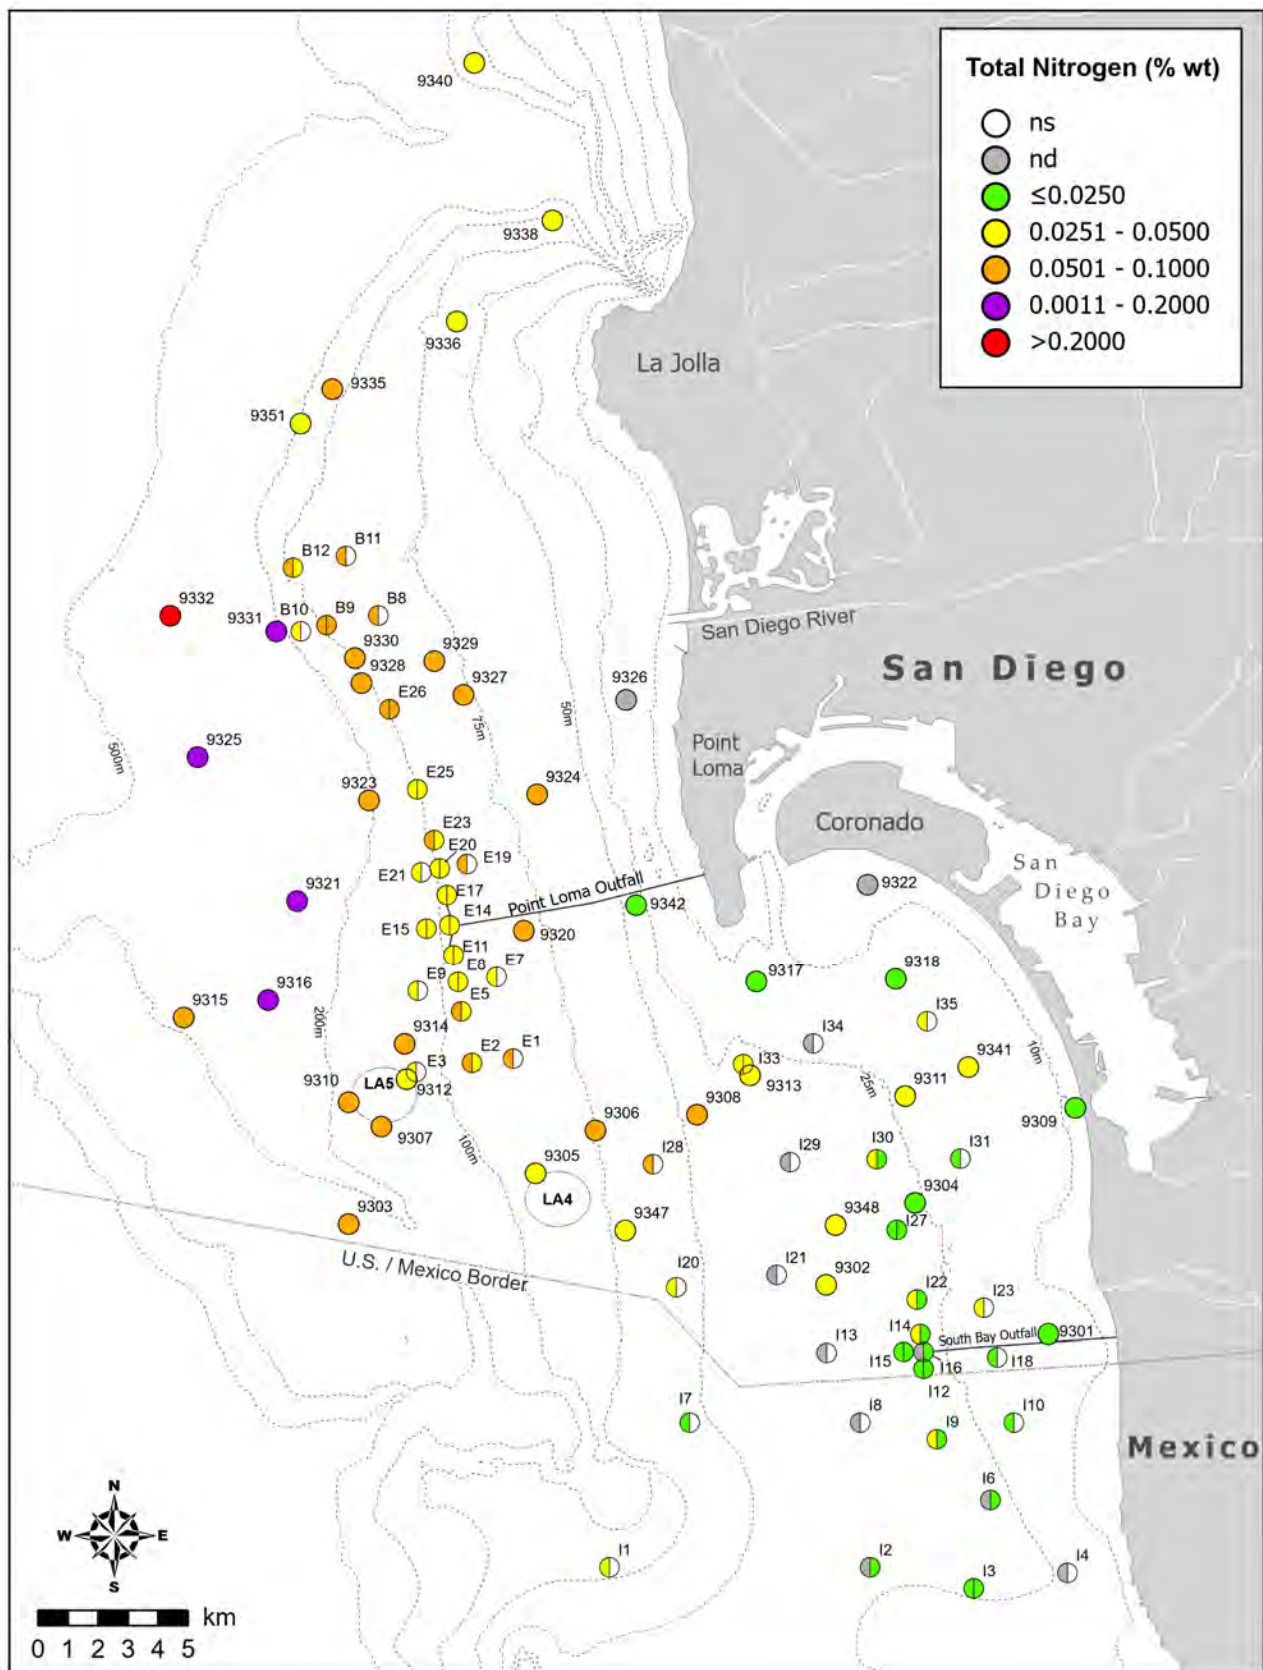 Total Nitrogen (% wt)
ns
nd
≤0.0250
0.0251 - 0.0500
0.0501 - 0.1000
0.0011 - 0.2000
>0.2000
9340
9338
9336
La Jolla
9335
9351
B11
B12
9332
9331
B10
B9
B8
San Diego River
9330
9329
San Diego
9328
9327
E26
9326
50m
75m
Point
Loma
500m
9325
9323
E25
9324
Coronado
E23
E20
E19
E21
San
Diego
Bay
9322
9321
E17
Point Loma Outfall
9342
E14
E15
9320
E11
E8
E7
9317
9318
E9
9316
9315
E5
200m
I35
I34
10m
9314
E2
E1
E3
I33
9341
LA5
9312
9313
25m
9311
9310
9308
9309
9307
9306
100m
I28
I29
I30
I31
9305
LA4
9304
9303
9347
9348
I27
U.S. / Mexico Border
I20
I21
9302
I22
I23
I14
South Bay Outfall
9301
I13
I15
I16
I18
I12
I7
I8
I9
I10
Mexico
N
W
E
S
I6
I1
I2
I3
I4
km
0 1 2 3 4 5